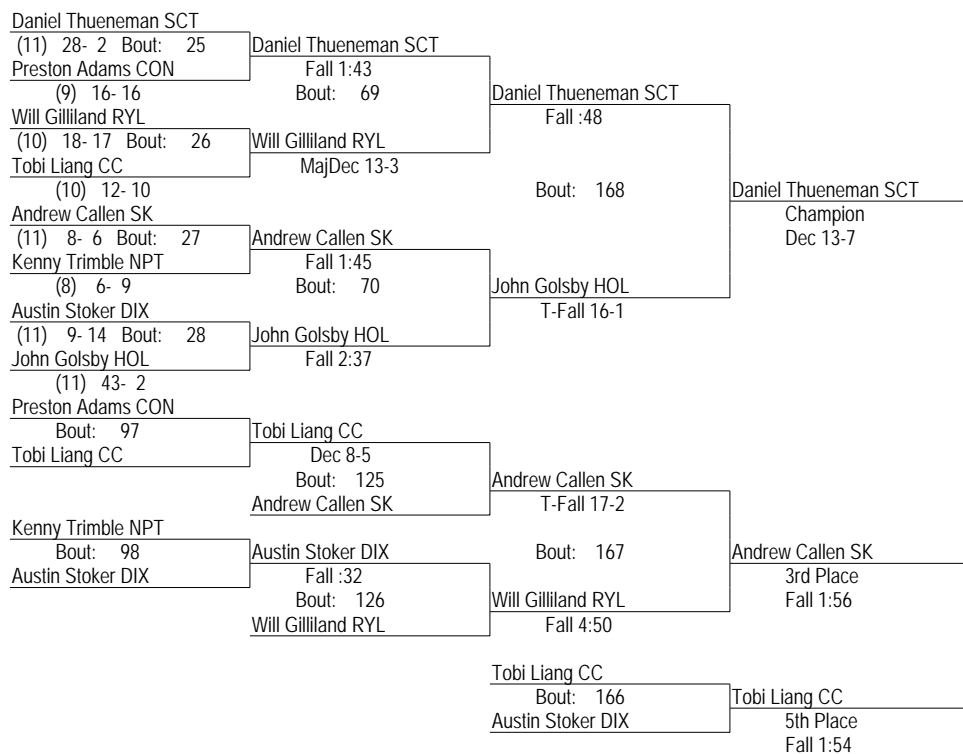 Daniel Thueneman SCT
(11) 28- 2 Bout: 25
Preston Adams CON
(9) 16- 16
Will Gilliland RYL
(10) 18- 17 Bout: 26
Tobi Liang CC
(10) 12- 10
Andrew Callen SK
(11) 8- 6 Bout: 27
Kenny Trimble NPT
(8) 6- 9
Austin Stoker DIX
(11) 9- 14 Bout: 28
John Golsby HOL
(11) 43- 2
Daniel Thueneman SCT
Fall 1:43
Bout: 69
Will Gilliland RYL
MajDec 13-3
Andrew Callen SK
Fall 1:45
Bout: 70
John Golsby HOL
Fall 2:37
Daniel Thueneman SCT
Fall :48
Bout: 168
John Golsby HOL
T-Fall 16-1
Daniel Thueneman SCT
Champion
Dec 13-7
Preston Adams CON
Bout: 97
Tobi Liang CC
Kenny Trimble NPT
Bout: 98
Austin Stoker DIX
Tobi Liang CC
Dec 8-5
Bout: 125
Andrew Callen SK
Austin Stoker DIX
Fall :32
Bout: 126
Will Gilliland RYL
Andrew Callen SK
T-Fall 17-2
Bout: 167
Will Gilliland RYL
Fall 4:50
Andrew Callen SK
3rd Place
Fall 1:56
Tobi Liang CC
Bout: 166
Austin Stoker DIX
Tobi Liang CC
5th Place
Fall 1:54